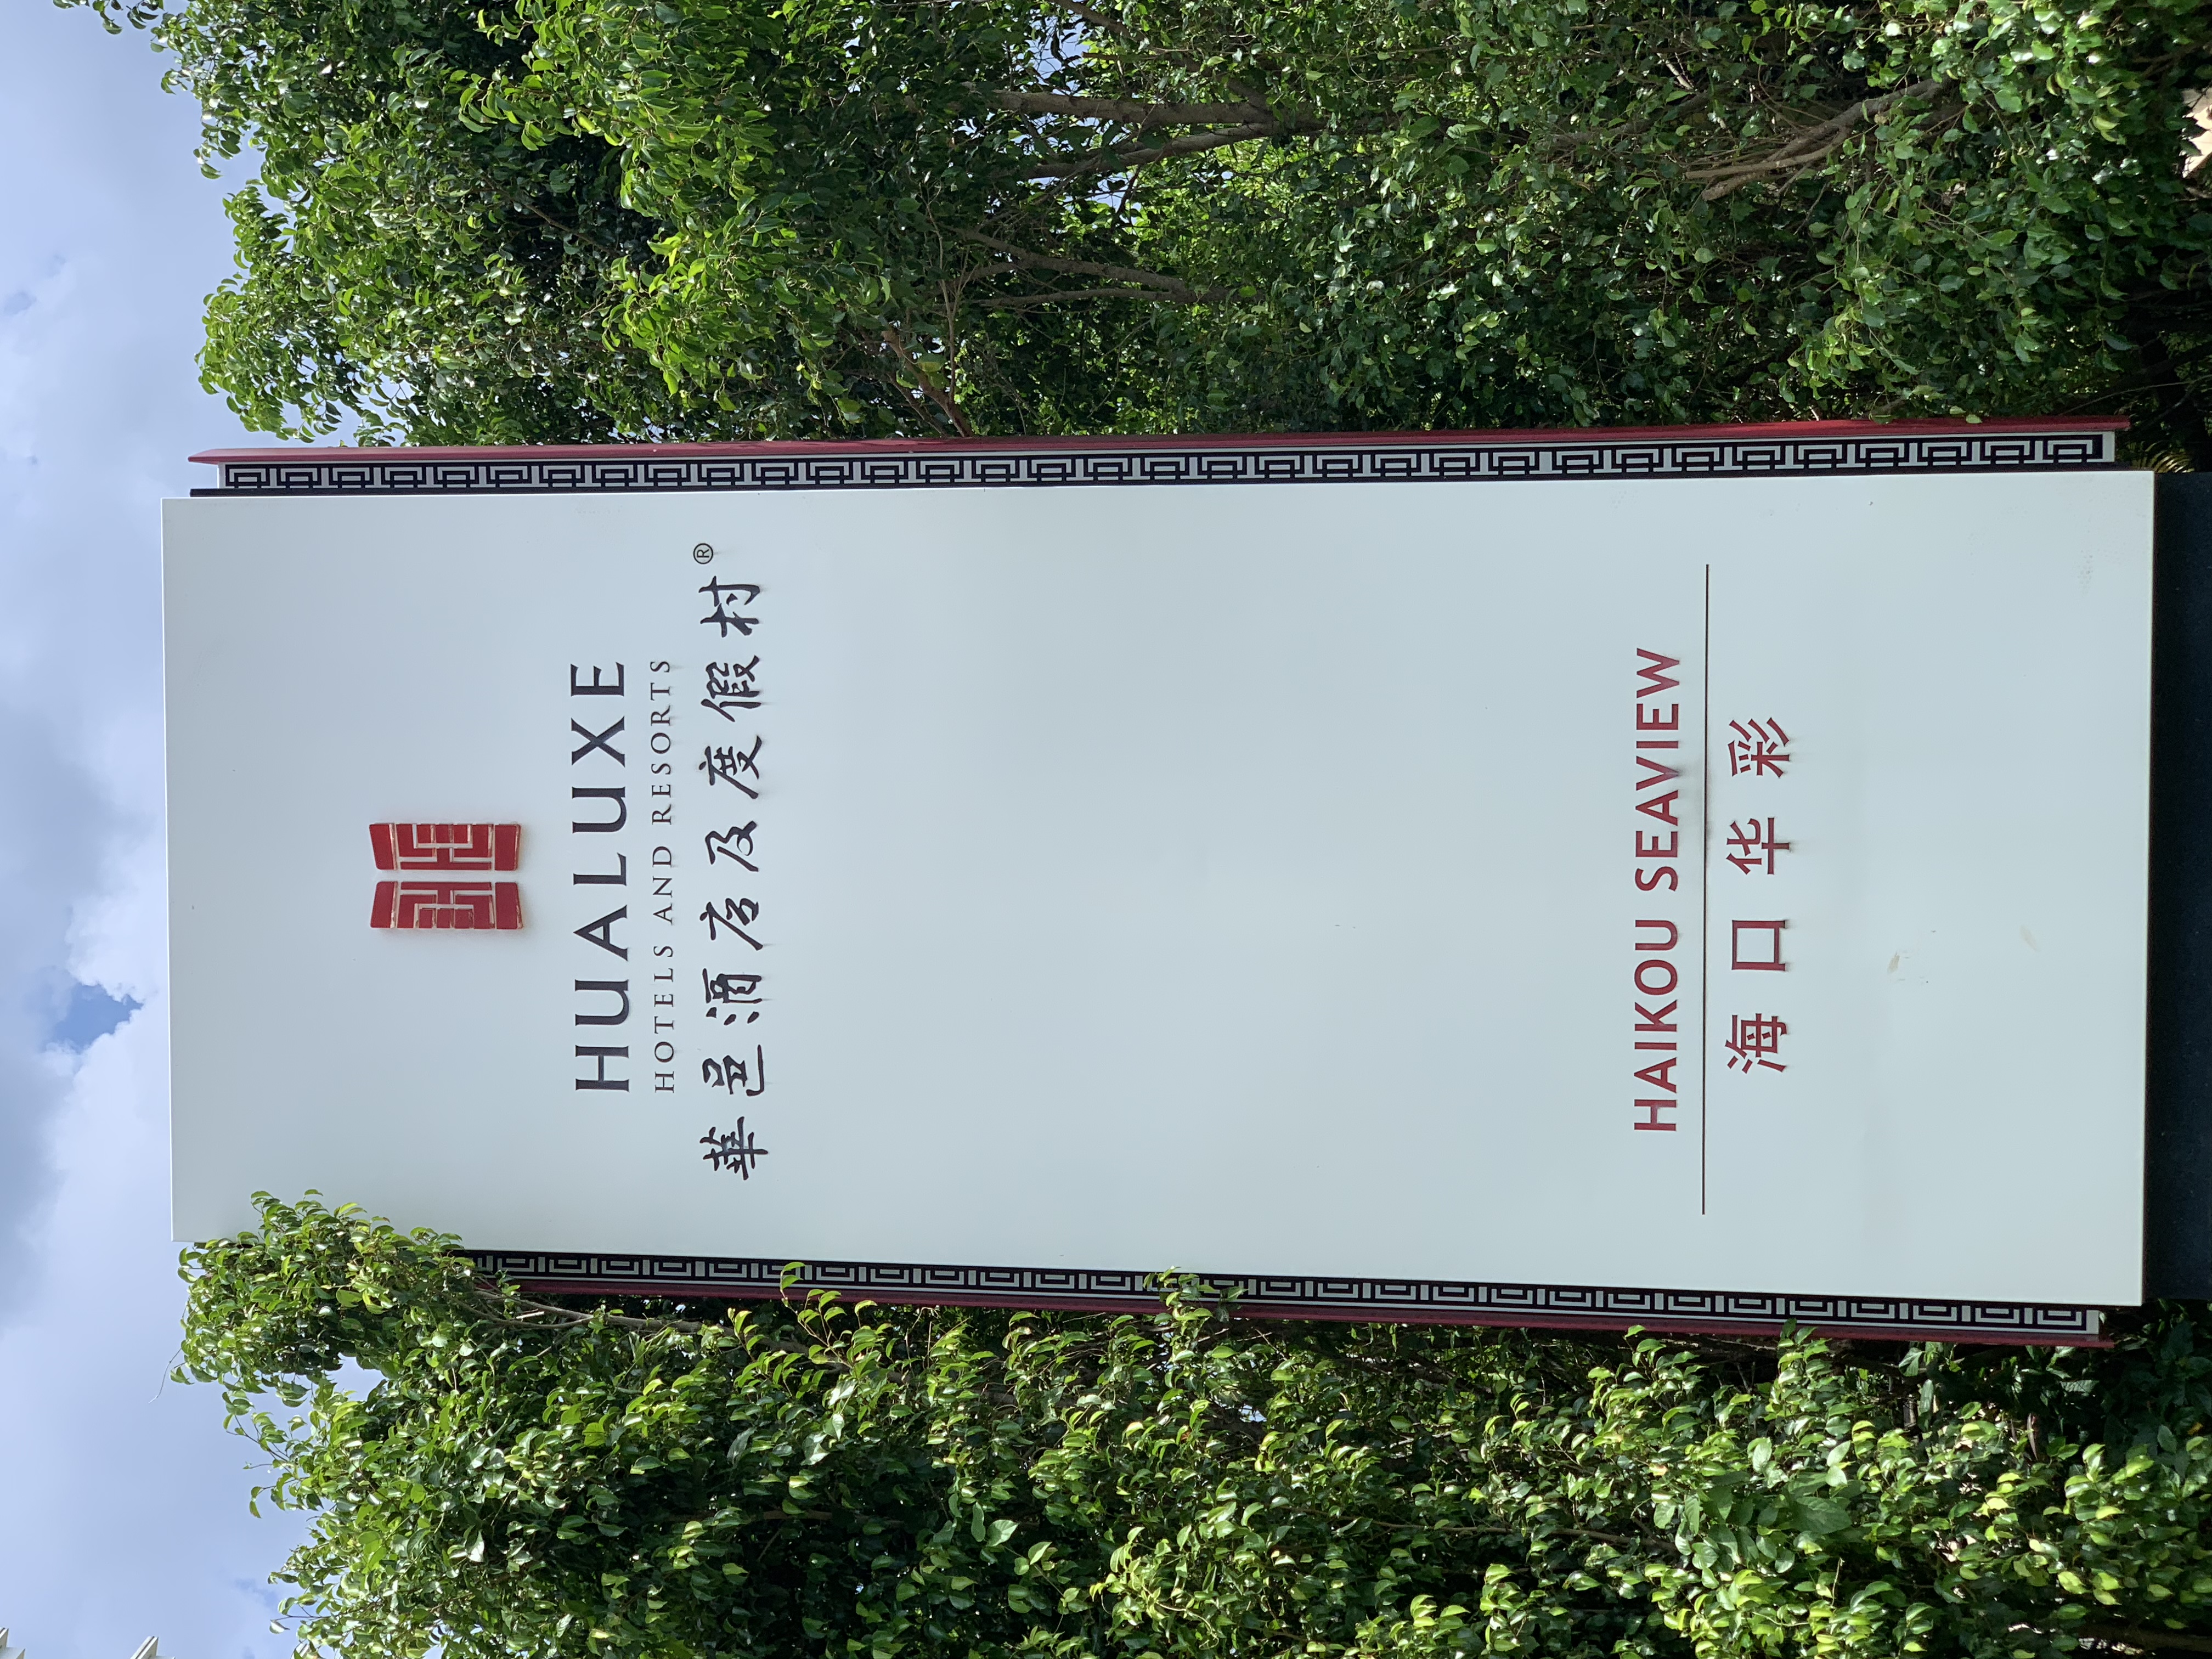 HUALUXE
HOTELS AND RESORTS
華邑酒店及度假村®
HAIKOU SEAVIEW
海口华彩